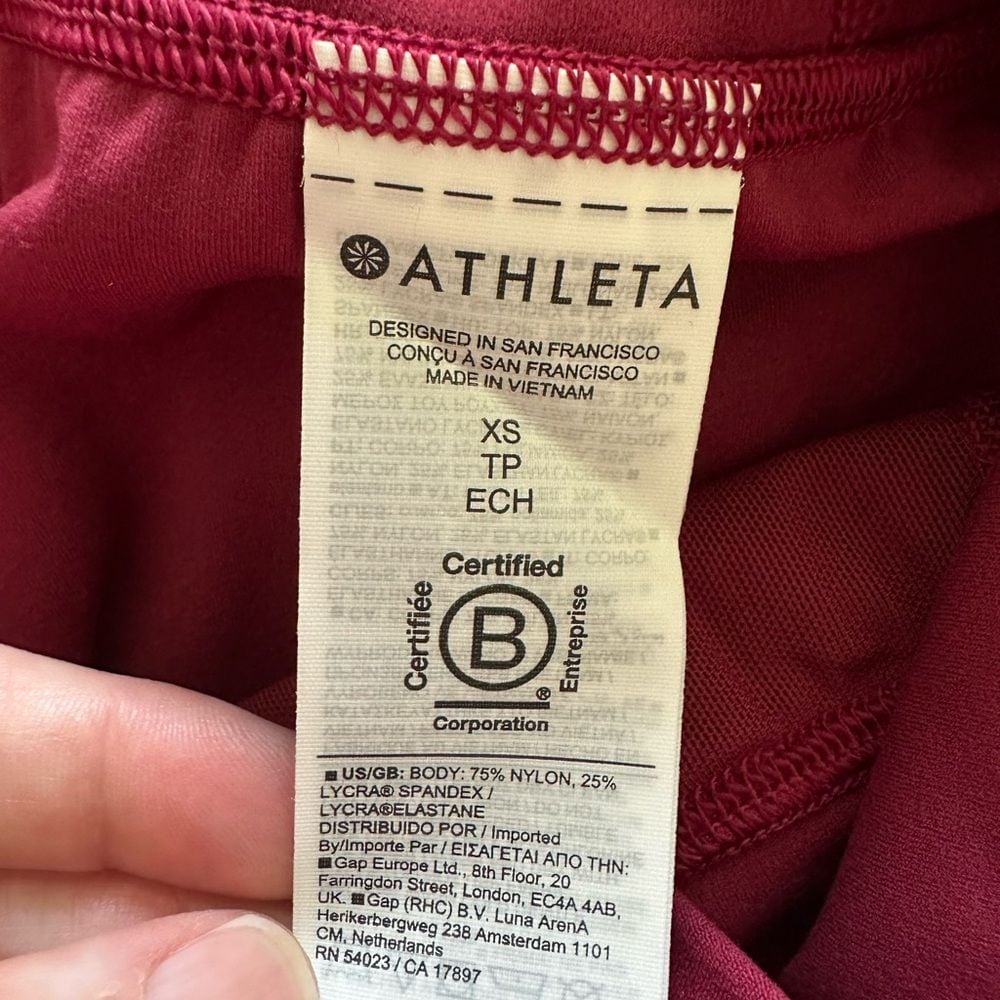 ATHLETA
DESIGNED IN SAN FRANCISCO
CONÇU À SAN FRANCISCO
MADE IN VIETNAM
XS
TP
ECH
Certified
Certifiée
B
Entreprise
®
Corporation
■ US/GB: BODY: 75% NYLON, 25%
LYCRA® SPANDEX /
LYCRA®ELASTANE
DISTRIBUIDO POR / Imported
By/Importe Par / ΕΙΣΑΓΕΤΑΙ ΑΠΟ ΤΗΝ:
■Gap Europe Ltd., 8th Floor, 20
Farringdon Street, London, EC4A 4AB,
UK. ■Gap (RHC) B.V. Luna ArenA
Herikerbergweg 238 Amsterdam 1101
CM, Netherlands
RN 54023 / CA 17897